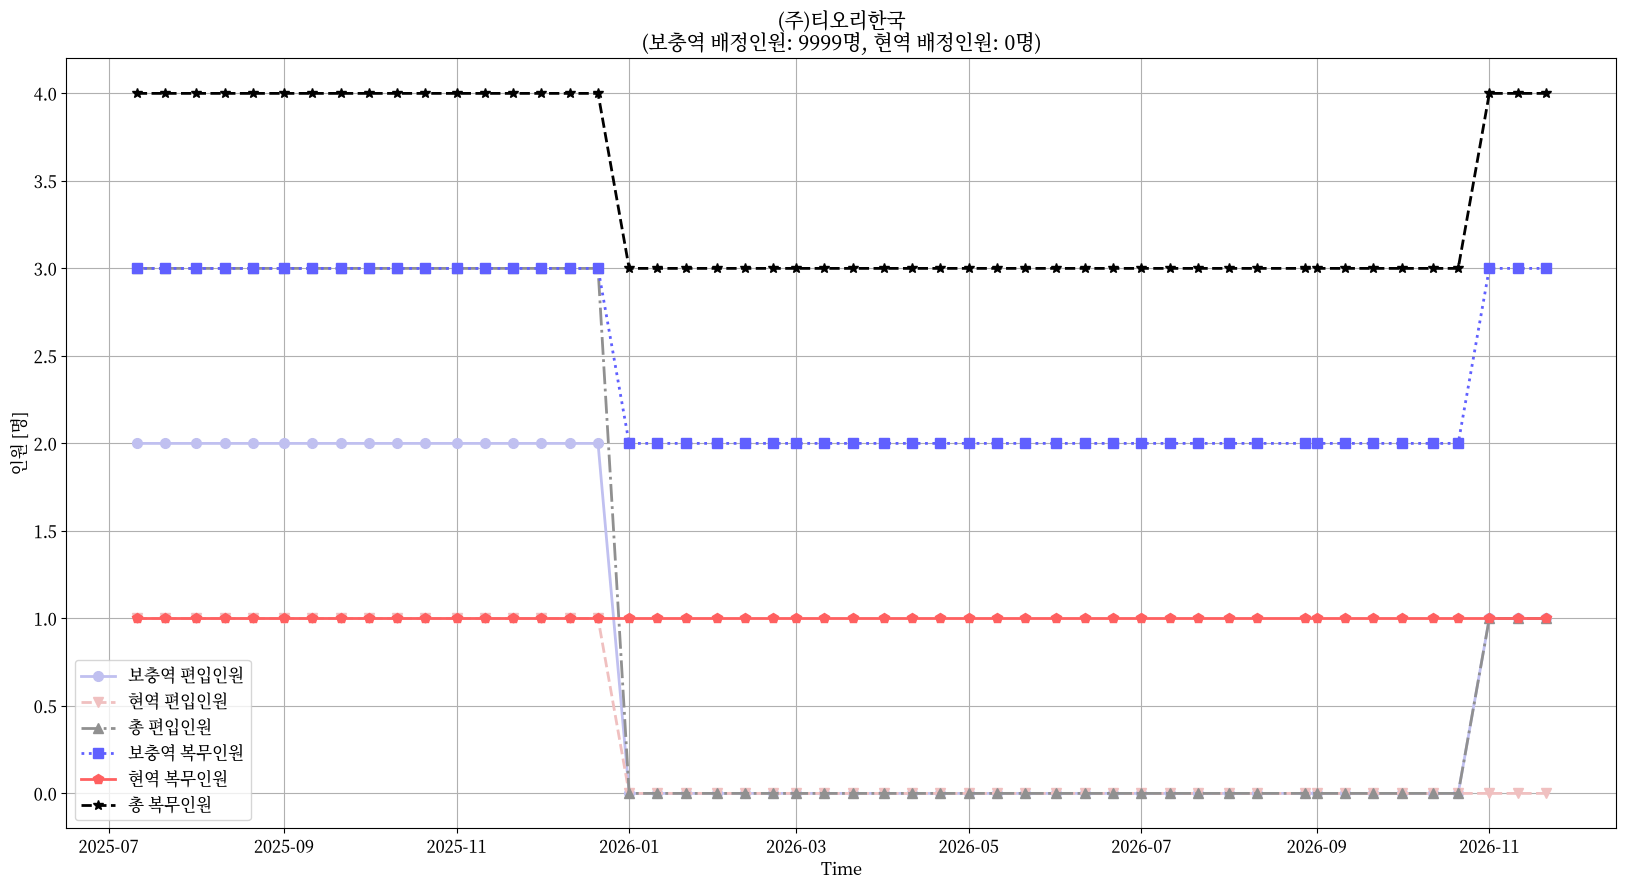 (주)티오리한국
(보충역 배정인원: 9999명, 현역 배정인원: 0명)
인원 [명]
4.0
3.5
3.0
2.5
2.0
1.5
1.0
0.5
0.0
보충역 편입인원
현역 편입인원
총 편입인원
보충역 복무인원
현역 복무인원
총 복무인원
2025-07
2025-09
2025-11
2026-01
2026-03
2026-05
2026-07
2026-09
2026-11
Time